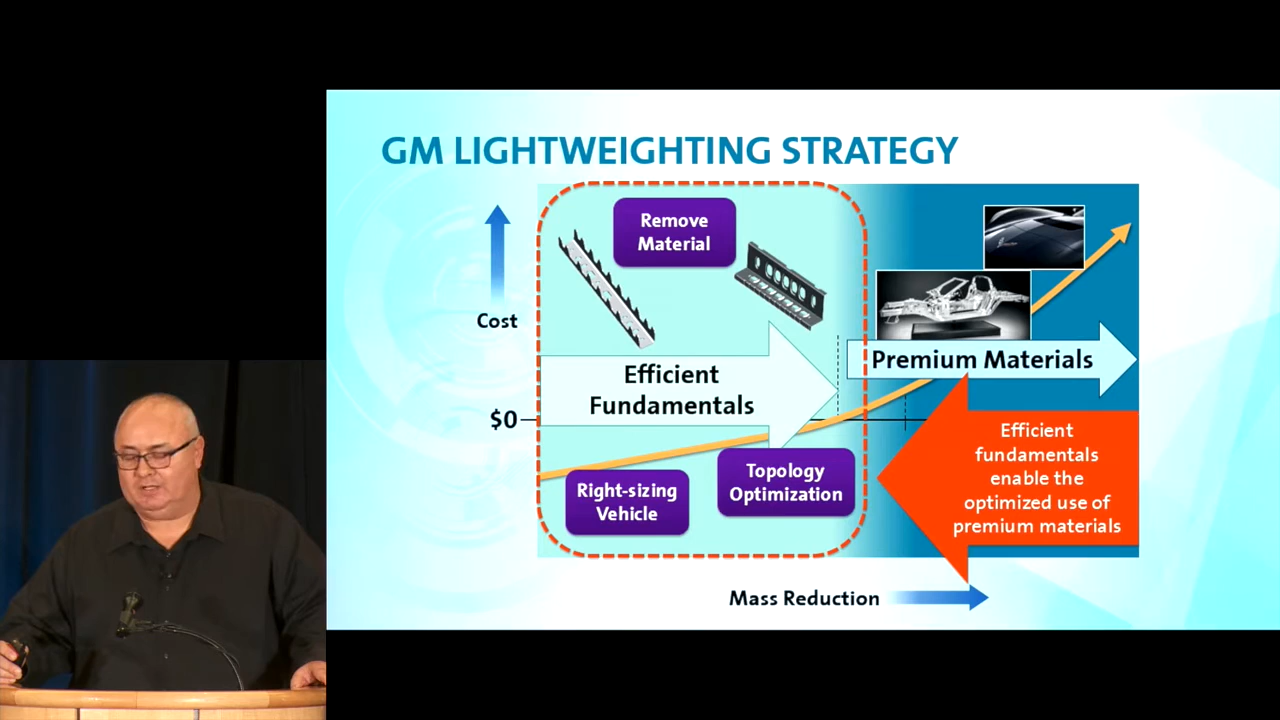 GM LIGHTWEIGHTING STRATEGY
Remove
Material
Cost
Premium Materials
Efficient
Fundamentals
$0
Right-sizing
Vehicle
Topology
Optimization
Efficient
fundamentals
enable the
optimized use of
premium materials
Mass Reduction